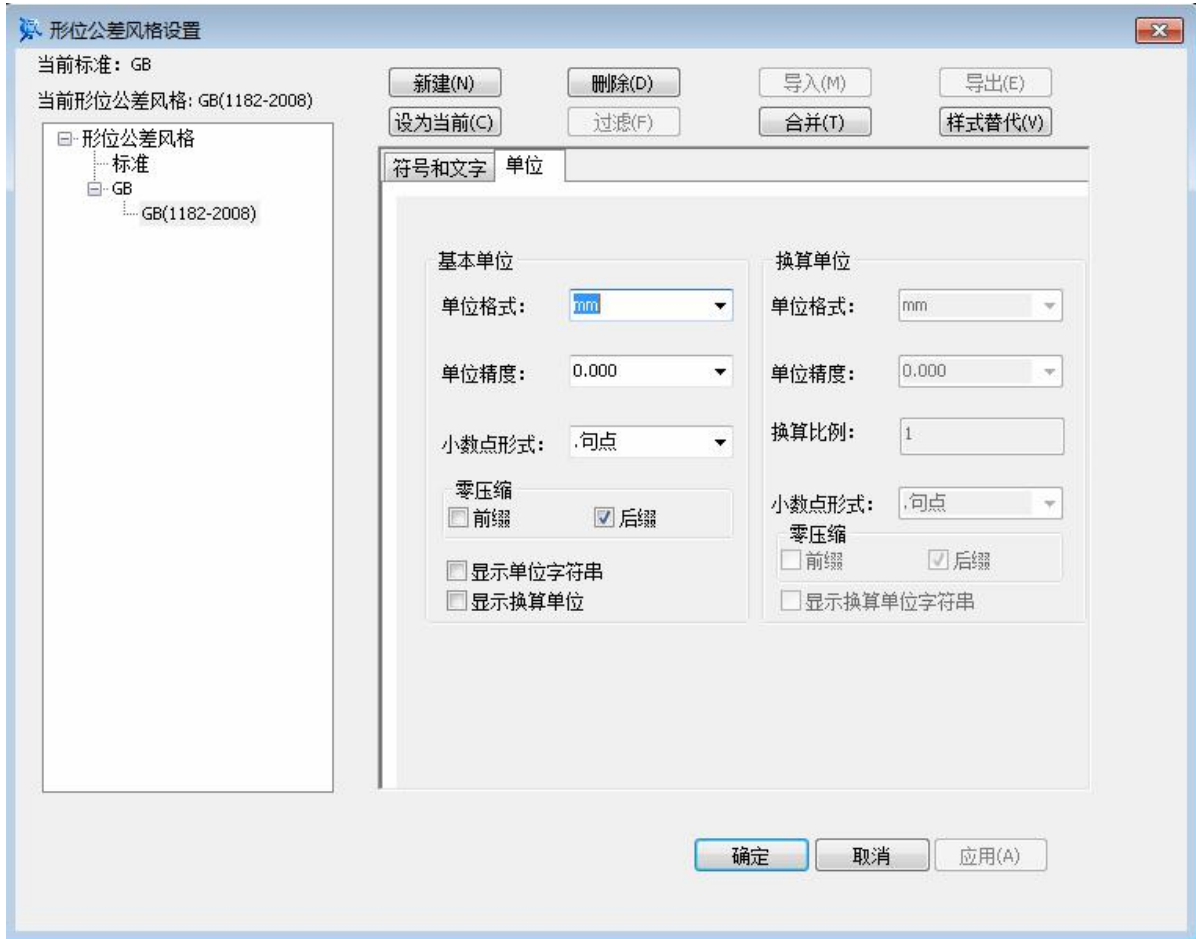 形位公差风格设置
当前标准: GB
当前形位公差风格: GB(1182-2008)
新建(N) 删除(D) 导入(M) 导出(E)
设为当前(C) 过滤(F) 合并(T) 样式替代(V)
形位公差风格
标准
GB
GB(1182-2008)
符号和文字 单位
基本单位
单位格式: mm
单位精度: 0.000
小数点形式: .句点
零压缩
前缀 后缀
显示单位字符串
显示换算单位
换算单位
单位格式: mm
单位精度: 0.000
换算比例: 1
小数点形式: .句点
零压缩
前缀 后缀
显示换算单位字符串
确定 取消 应用(A)